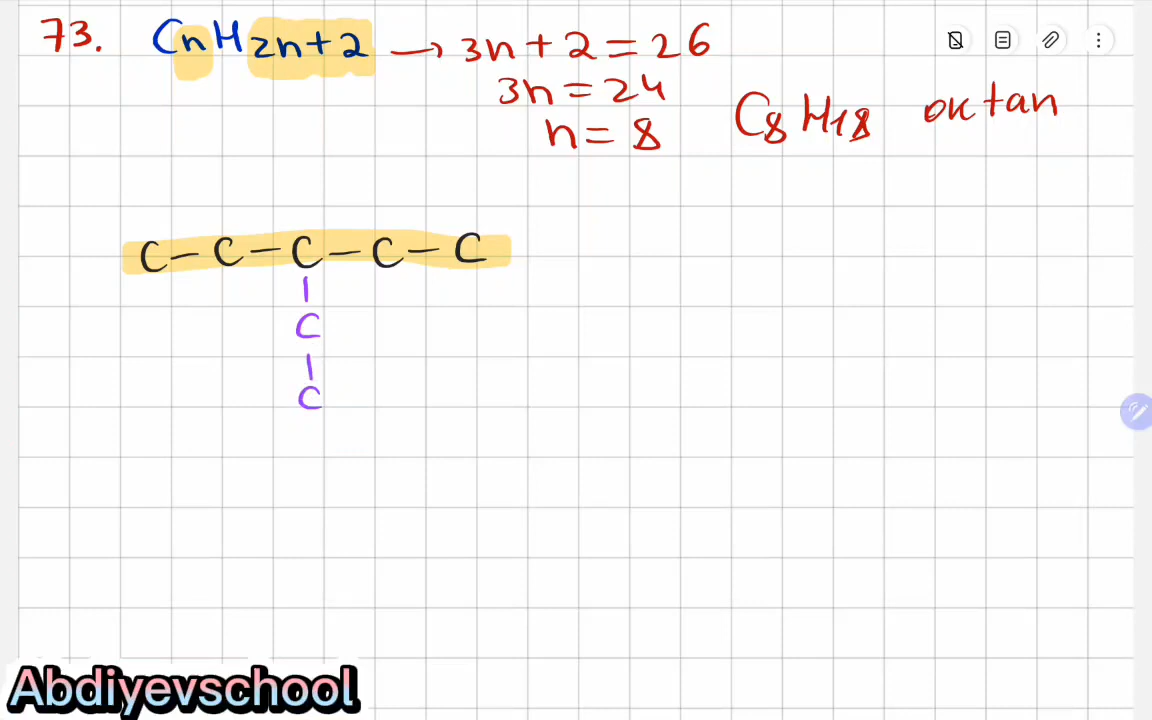 73. CnH2n+2 → 3n+2=26
3n=24
n=8 C8H18 oktan
C-C-C-C-C
C
C
Abdiyevschool